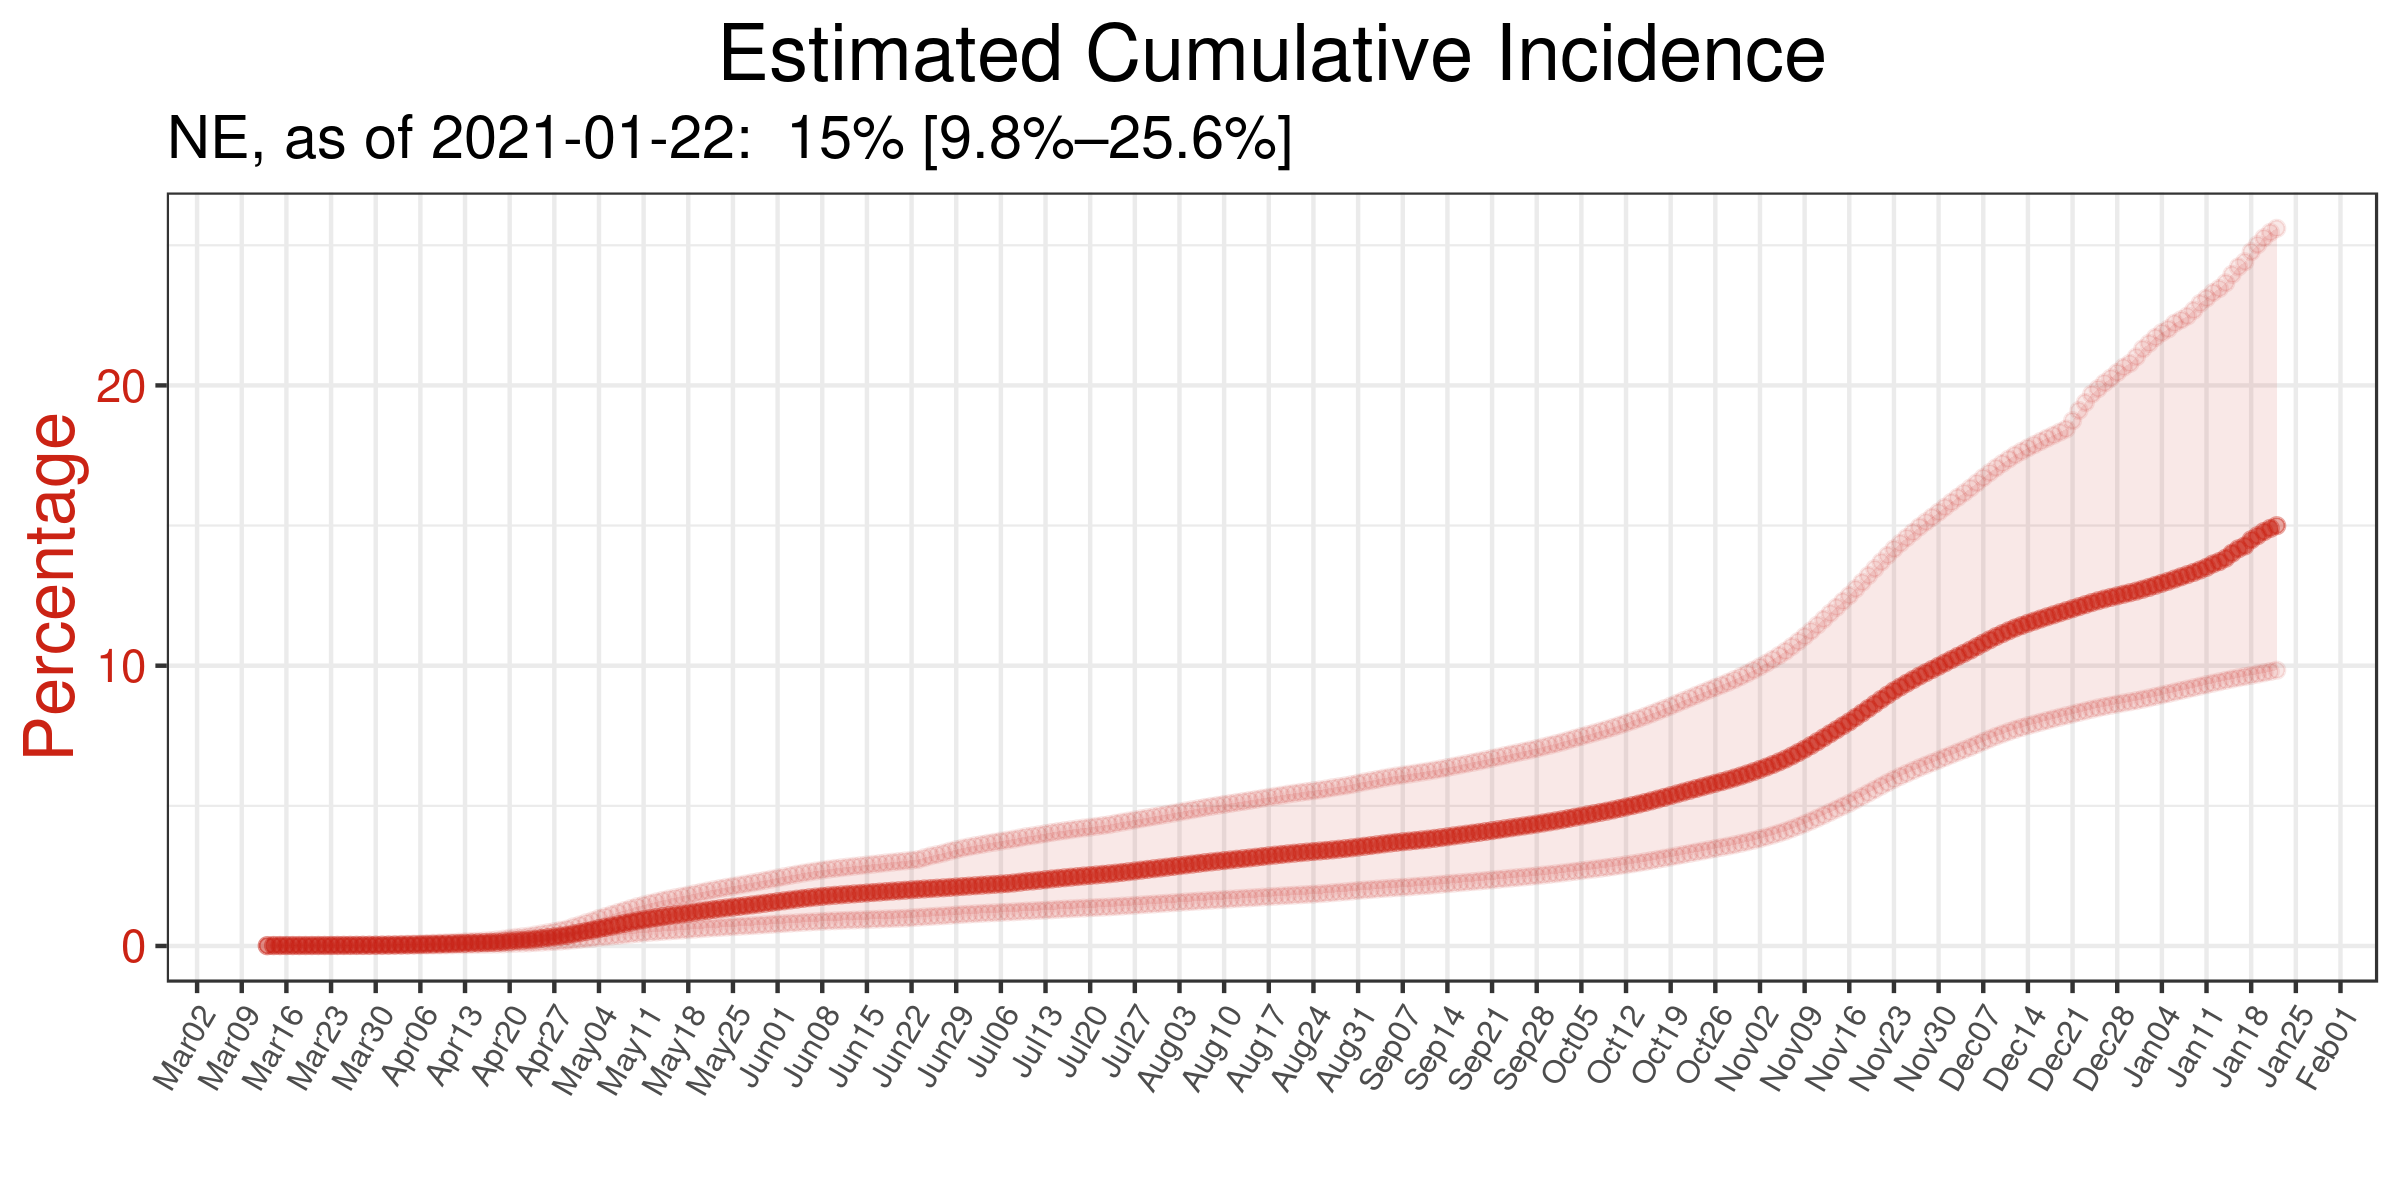 Estimated Cumulative Incidence
NE, as of 2021-01-22:  15% [9.8%–25.6%]
Percentage
20
10
0
Mar02
Mar09
Mar16
Mar23
Mar30
Apr06
Apr13
Apr20
Apr27
May04
May11
May18
May25
Jun01
Jun08
Jun15
Jun22
Jun29
Jul06
Jul13
Jul20
Jul27
Aug03
Aug10
Aug17
Aug24
Aug31
Sep07
Sep14
Sep21
Sep28
Oct05
Oct12
Oct19
Oct26
Nov02
Nov09
Nov16
Nov23
Nov30
Dec07
Dec14
Dec21
Dec28
Jan04
Jan11
Jan18
Jan25
Feb01